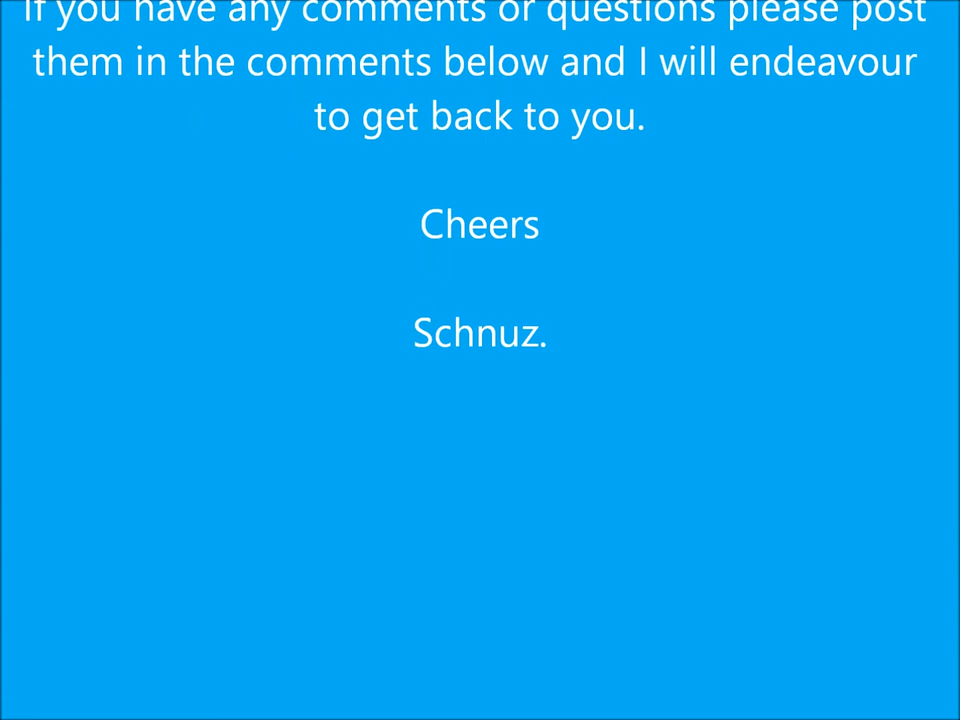 If you have any comments or questions please post
them in the comments below and I will endeavour
to get back to you.
Cheers
Schnuz.